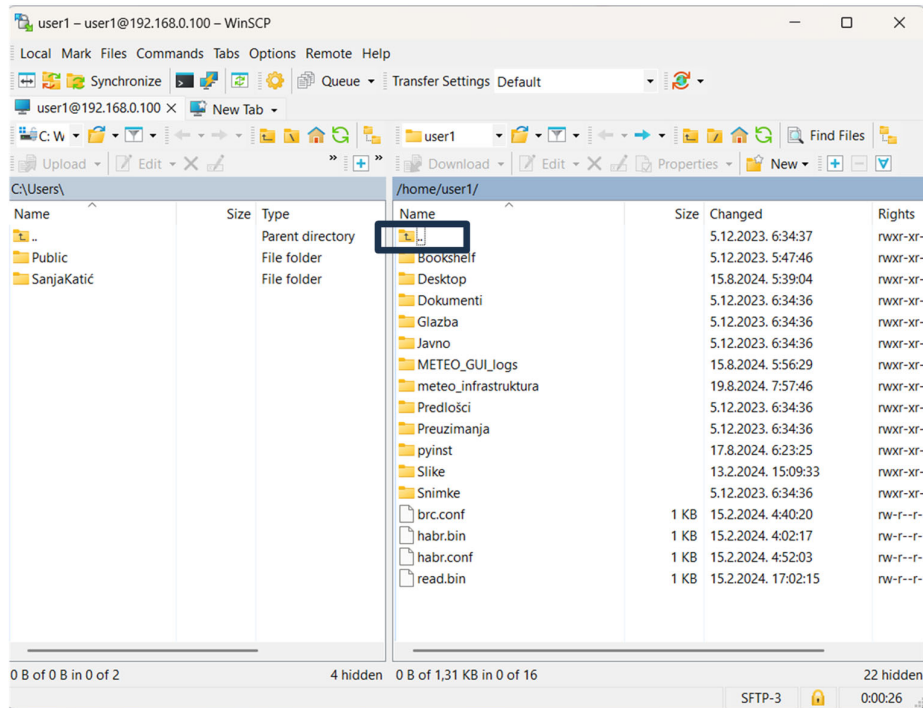 user1 – user1@192.168.0.100 – WinSCP
Local Mark Files Commands Tabs Options Remote Help
Synchronize Queue Transfer Settings Default
user1@192.168.0.100 × New Tab
C: W user1 Find Files
Upload Edit » Download Edit Properties New
C:\Users\ /home/user1/
Name Size Type Name Size Changed Rights
.. Parent directory .. 5.12.2023. 6:34:37 rwxr-xr-
Public File folder Bookshelf 5.12.2023. 5:47:46 rwxr-xr-
SanjaKatić File folder Desktop 15.8.2024. 5:39:04 rwxr-xr-
Dokumenti 5.12.2023. 6:34:36 rwxr-xr-
Glazba 5.12.2023. 6:34:36 rwxr-xr-
Javno 5.12.2023. 6:34:36 rwxr-xr-
METEO_GUI_logs 15.8.2024. 5:56:29 rwxr-xr-
meteo_infrastruktura 19.8.2024. 7:57:46 rwxr-xr-
Predlošci 5.12.2023. 6:34:36 rwxr-xr-
Preuzimanja 5.12.2023. 6:34:36 rwxr-xr-
pyinst 17.8.2024. 6:23:25 rwxr-xr-
Slike 13.2.2024. 15:09:33 rwxr-xr-
Snimke 5.12.2023. 6:34:36 rwxr-xr-
brc.conf 1 KB 15.2.2024. 4:40:20 rw-r--r-
habr.bin 1 KB 15.2.2024. 4:02:17 rw-r--r-
habr.conf 1 KB 15.2.2024. 4:52:03 rw-r--r-
read.bin 1 KB 15.2.2024. 17:02:15 rw-r--r-
0 B of 0 B in 0 of 2 4 hidden 0 B of 1,31 KB in 0 of 16 22 hidden
SFTP-3 0:00:26